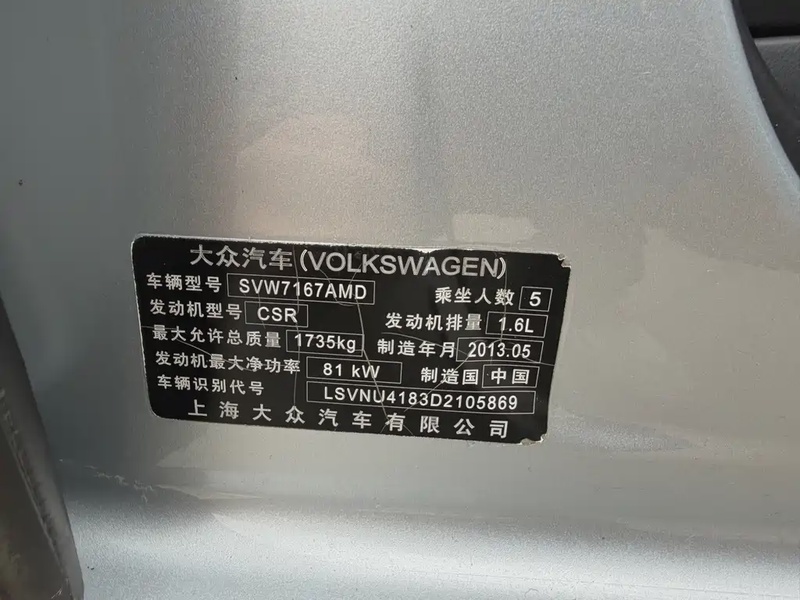 大众汽车(VOLKSWAGEN)
车辆型号 SVW7167AMD 乘坐人数 5
发动机型号 CSR 发动机排量 1.6L
最大允许总质量 1735kg 制造年月 2013.05
发动机最大净功率 81 kW 制造国 中国
车辆识别代号 LSVNU4183D2105869
上海大众汽车有限公司